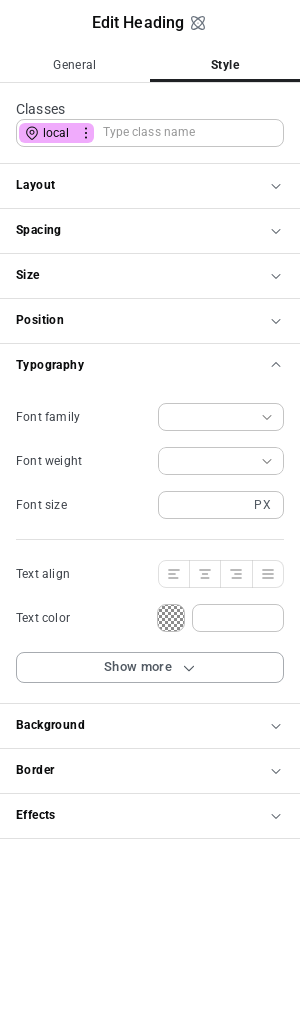 Edit Heading
General
Style
Classes
local
Type class name
Layout
Spacing
Size
Position
Typography
Font family
Font weight
Font size
PX
Text align
Text color
Show more
Background
Border
Effects